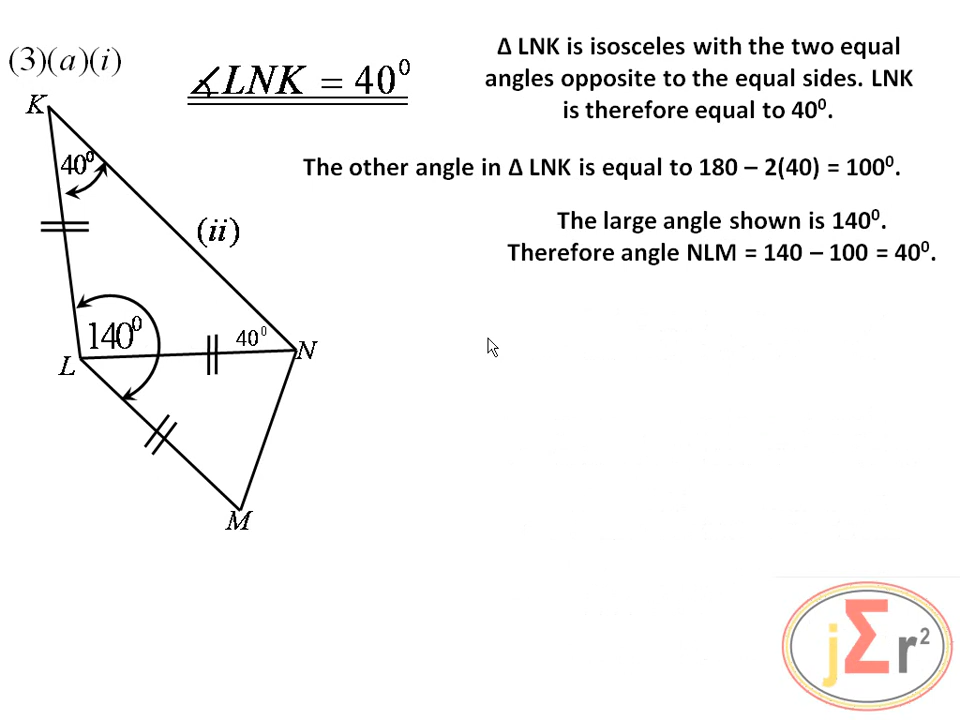 (3)(a)(i)
∡LNK = 40⁰
Δ LNK is isosceles with the two equal
angles opposite to the equal sides. LNK
is therefore equal to 40⁰.
K
40⁰
The other angle in Δ LNK is equal to 180 – 2(40) = 100⁰.
(ii)
The large angle shown is 140⁰.
Therefore angle NLM = 140 – 100 = 40⁰.
140⁰
40⁰
L
N
M
jΣr²